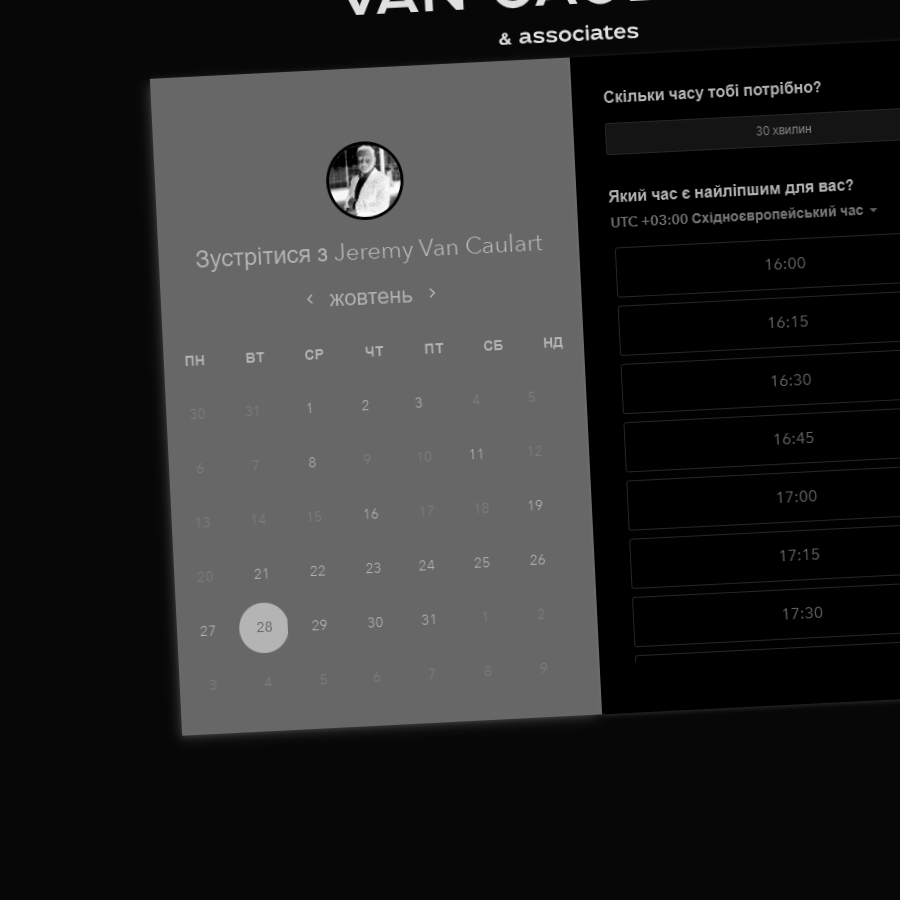 & associates
Зустрітися з Jeremy Van Caulart
‹ жовтень ›
ПН ВТ СР ЧТ ПТ СБ НД
30 31 1 2 3 4 5
6 7 8 9 10 11 12
13 14 15 16 17 18 19
20 21 22 23 24 25 26
27 28 29 30 31 1 2
3 4 5 6 7 8 9
Скільки часу тобі потрібно?
30 хвилин
Який час є найліпшим для вас?
UTC +03:00 Східноєвропейський час
16:00
16:15
16:30
16:45
17:00
17:15
17:30